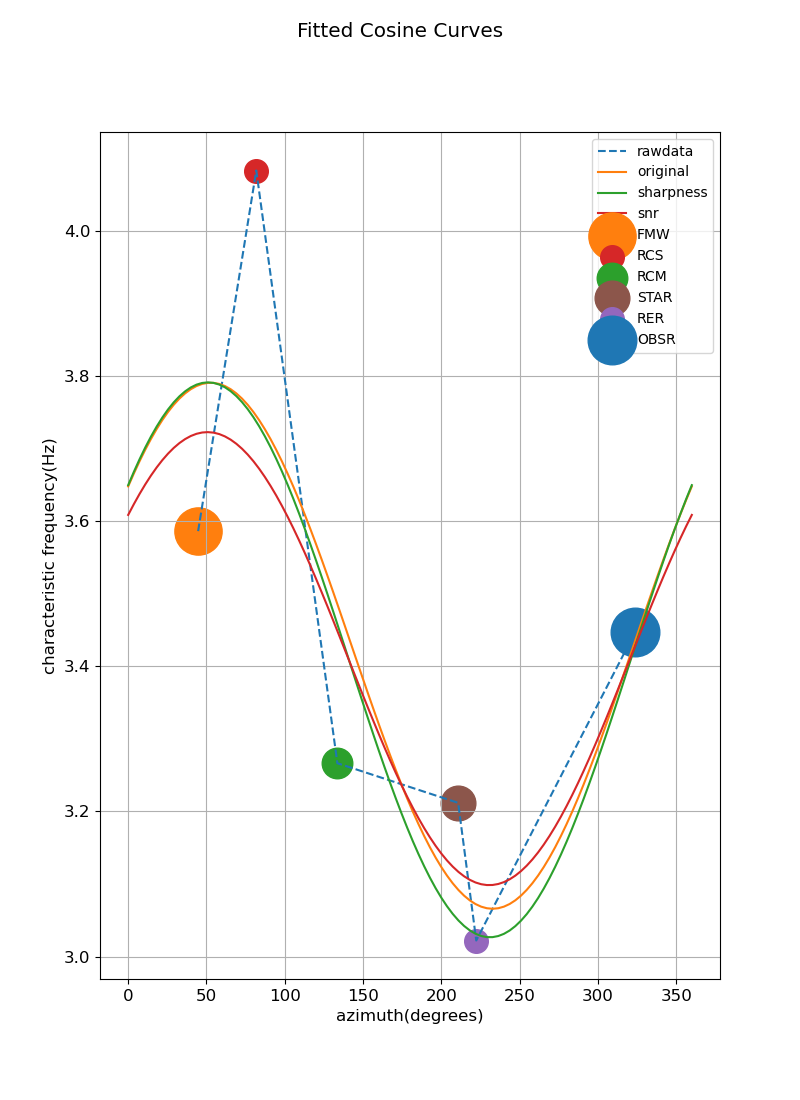 Fitted Cosine Curves
rawdata
original
sharpness
snr
FMW
RCS
RCM
STAR
RER
OBSR
characteristic frequency(Hz)
4.0
3.8
3.6
3.4
3.2
3.0
0 50 100 150 200 250 300 350
azimuth(degrees)